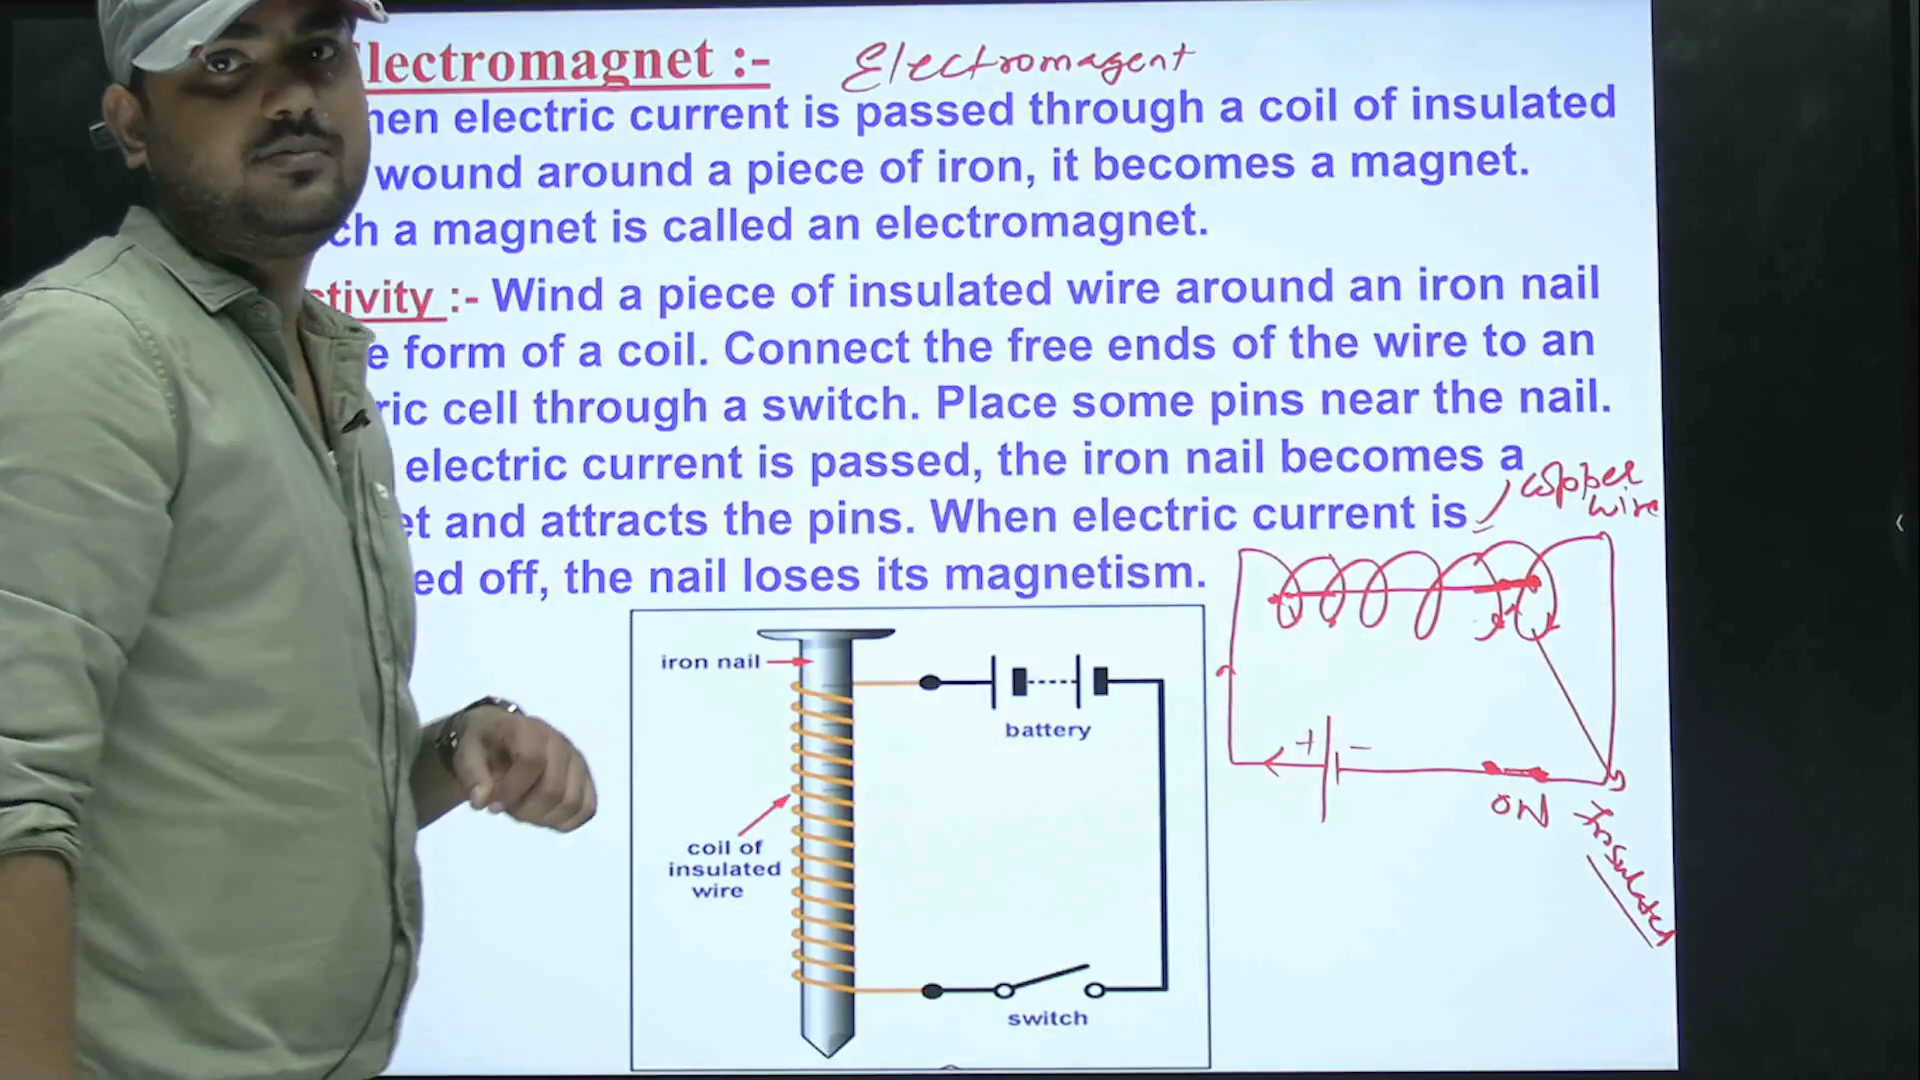 lectromagnet :- Electromagent
hen electric current is passed through a coil of insulated
wound around a piece of iron, it becomes a magnet.
ch a magnet is called an electromagnet.
ctivity :- Wind a piece of insulated wire around an iron nail
e form of a coil. Connect the free ends of the wire to an
ric cell through a switch. Place some pins near the nail.
electric current is passed, the iron nail becomes a
et and attracts the pins. When electric current is
ed off, the nail loses its magnetism.
copper
wire
iron nail
battery
coil of
insulated
wire
switch
+ -
ON
Insulated